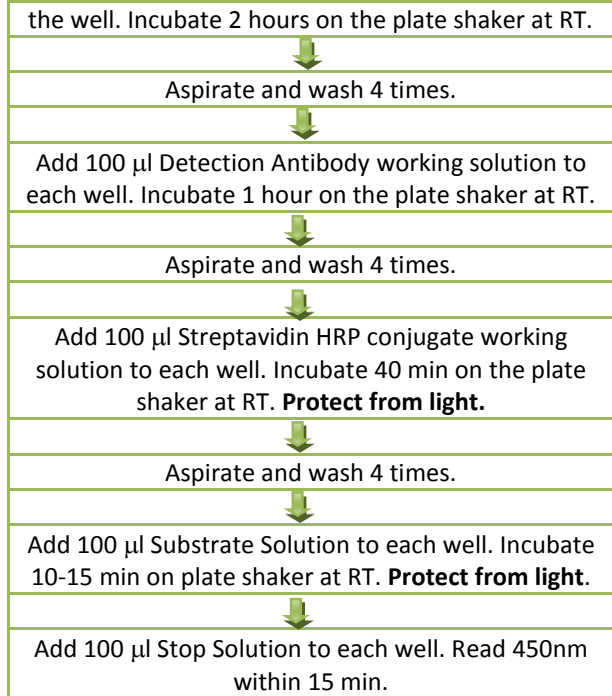 the well. Incubate 2 hours on the plate shaker at RT.
Aspirate and wash 4 times.
Add 100 μl Detection Antibody working solution to
each well. Incubate 1 hour on the plate shaker at RT.
Aspirate and wash 4 times.
Add 100 μl Streptavidin HRP conjugate working
solution to each well. Incubate 40 min on the plate
shaker at RT. Protect from light.
Aspirate and wash 4 times.
Add 100 μl Substrate Solution to each well. Incubate
10-15 min on plate shaker at RT. Protect from light.
Add 100 μl Stop Solution to each well. Read 450nm
within 15 min.